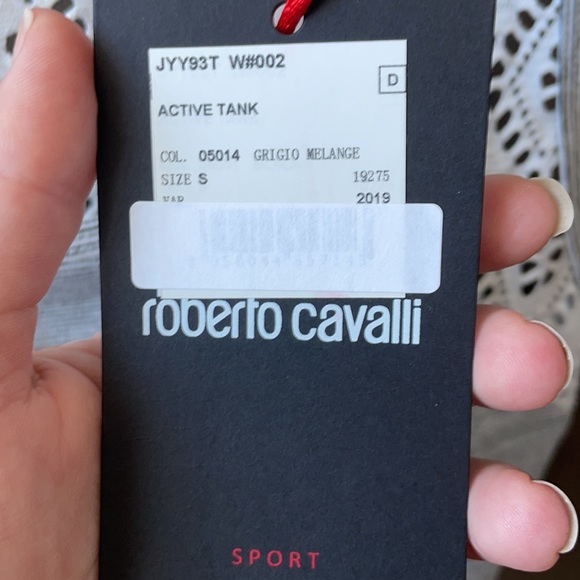 JYY93T W#002
D
ACTIVE TANK
COL. 05014 GRIGIO MELANGE
SIZE S 19275
2019
roberto cavalli
SPORT